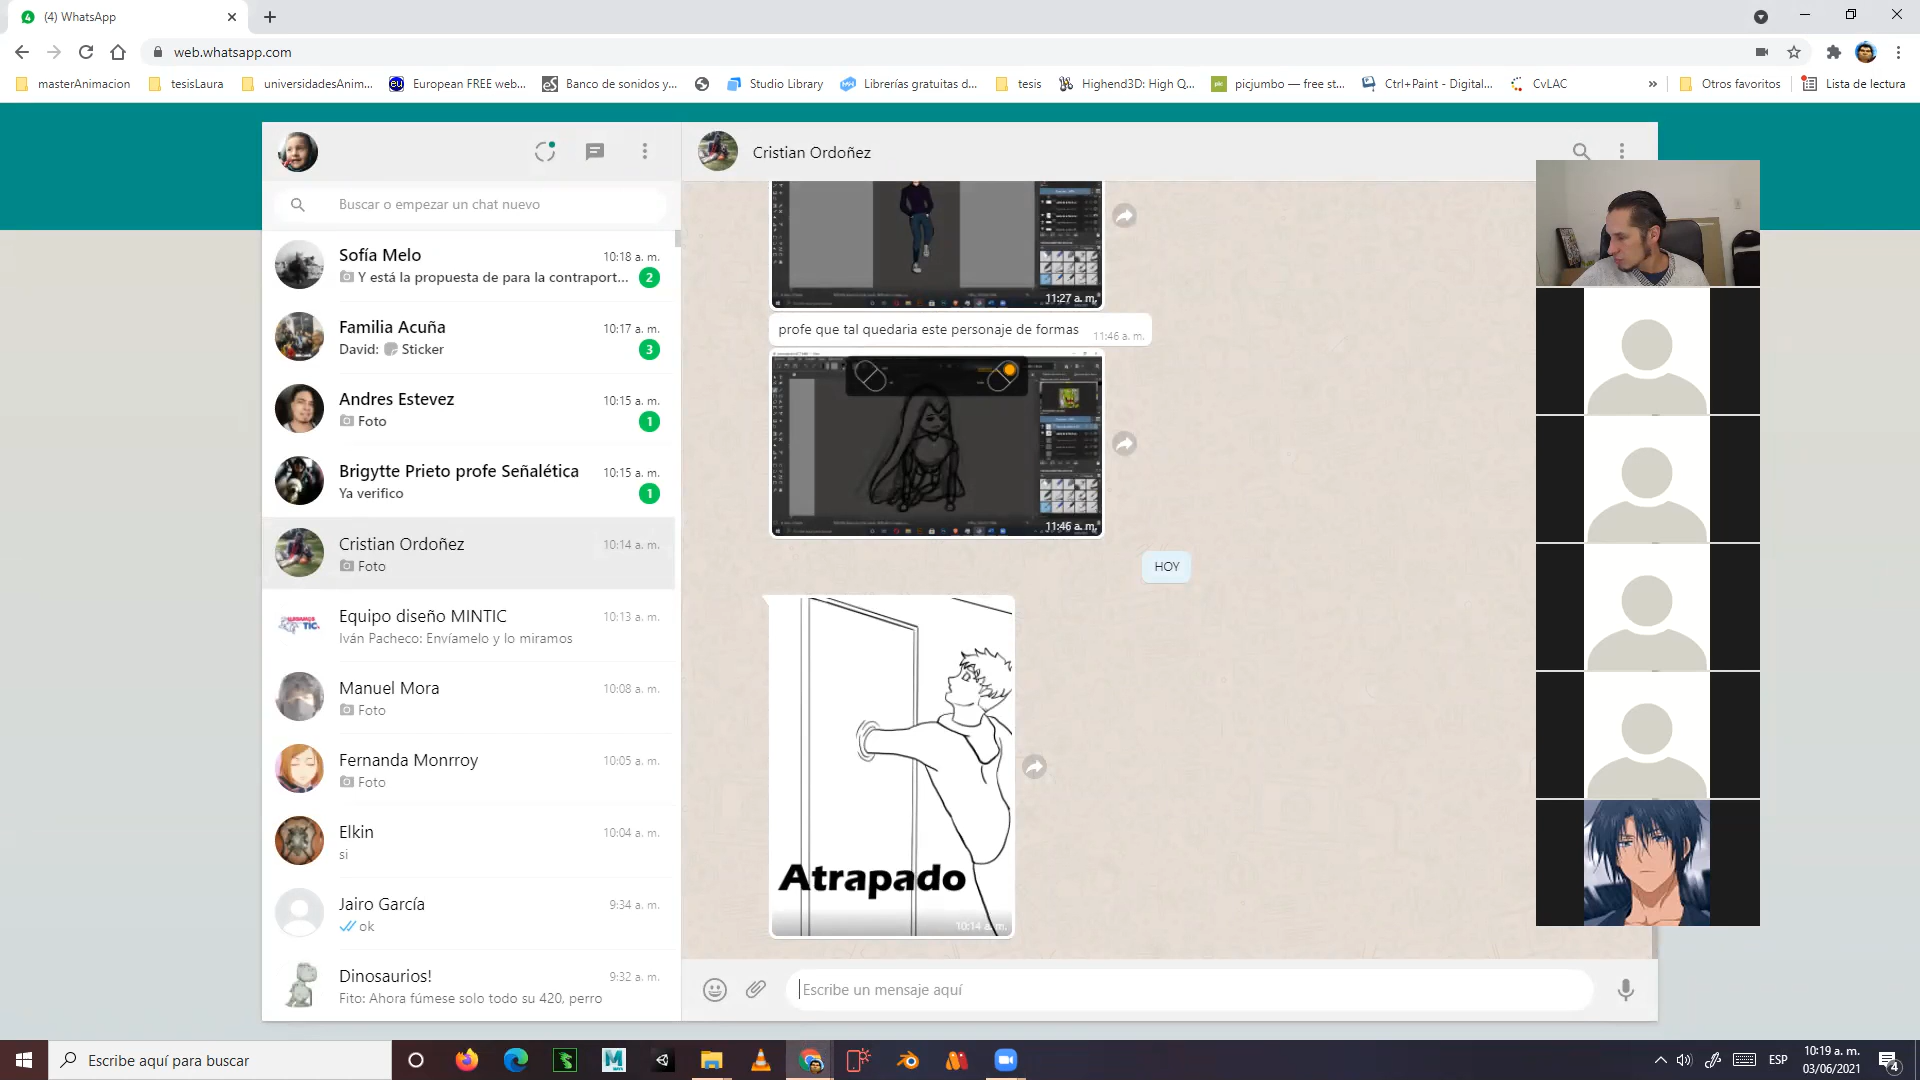 (4) WhatsApp
web.whatsapp.com
masterAnimacion
tesisLaura
universidadesAnim...
European FREE web...
Banco de sonidos y...
Studio Library
Librerías gratuitas d...
tesis
Highend3D: High Q...
picjumbo — free st...
Ctrl+Paint - Digital...
CvLAC
»
Otros favoritos
Lista de lectura
Cristian Ordoñez
Buscar o empezar un chat nuevo
Sofía Melo
10:18 a. m.
Y está la propuesta de para la contraport...
2
Familia Acuña
10:17 a. m.
David: Sticker
3
Andres Estevez
10:15 a. m.
Foto
1
Brigytte Prieto profe Señalética
10:15 a. m.
Ya verifico
1
Cristian Ordoñez
10:14 a. m.
Foto
Equipo diseño MINTIC
10:13 a. m.
Iván Pacheco: Envíamelo y lo miramos
Manuel Mora
10:08 a. m.
Foto
Fernanda Monrroy
10:05 a. m.
Foto
Elkin
10:04 a. m.
si
Jairo García
9:34 a. m.
ok
Dinosaurios!
9:32 a. m.
Fito: Ahora fúmese solo todo su 420, perro
11:27 a. m.
profe que tal quedaria este personaje de formas
11:46 a. m.
11:46 a. m.
HOY
Atrapado
10:14 a. m.
Escribe un mensaje aquí
Escribe aquí para buscar
ESP
10:19 a. m.
03/06/2021
4